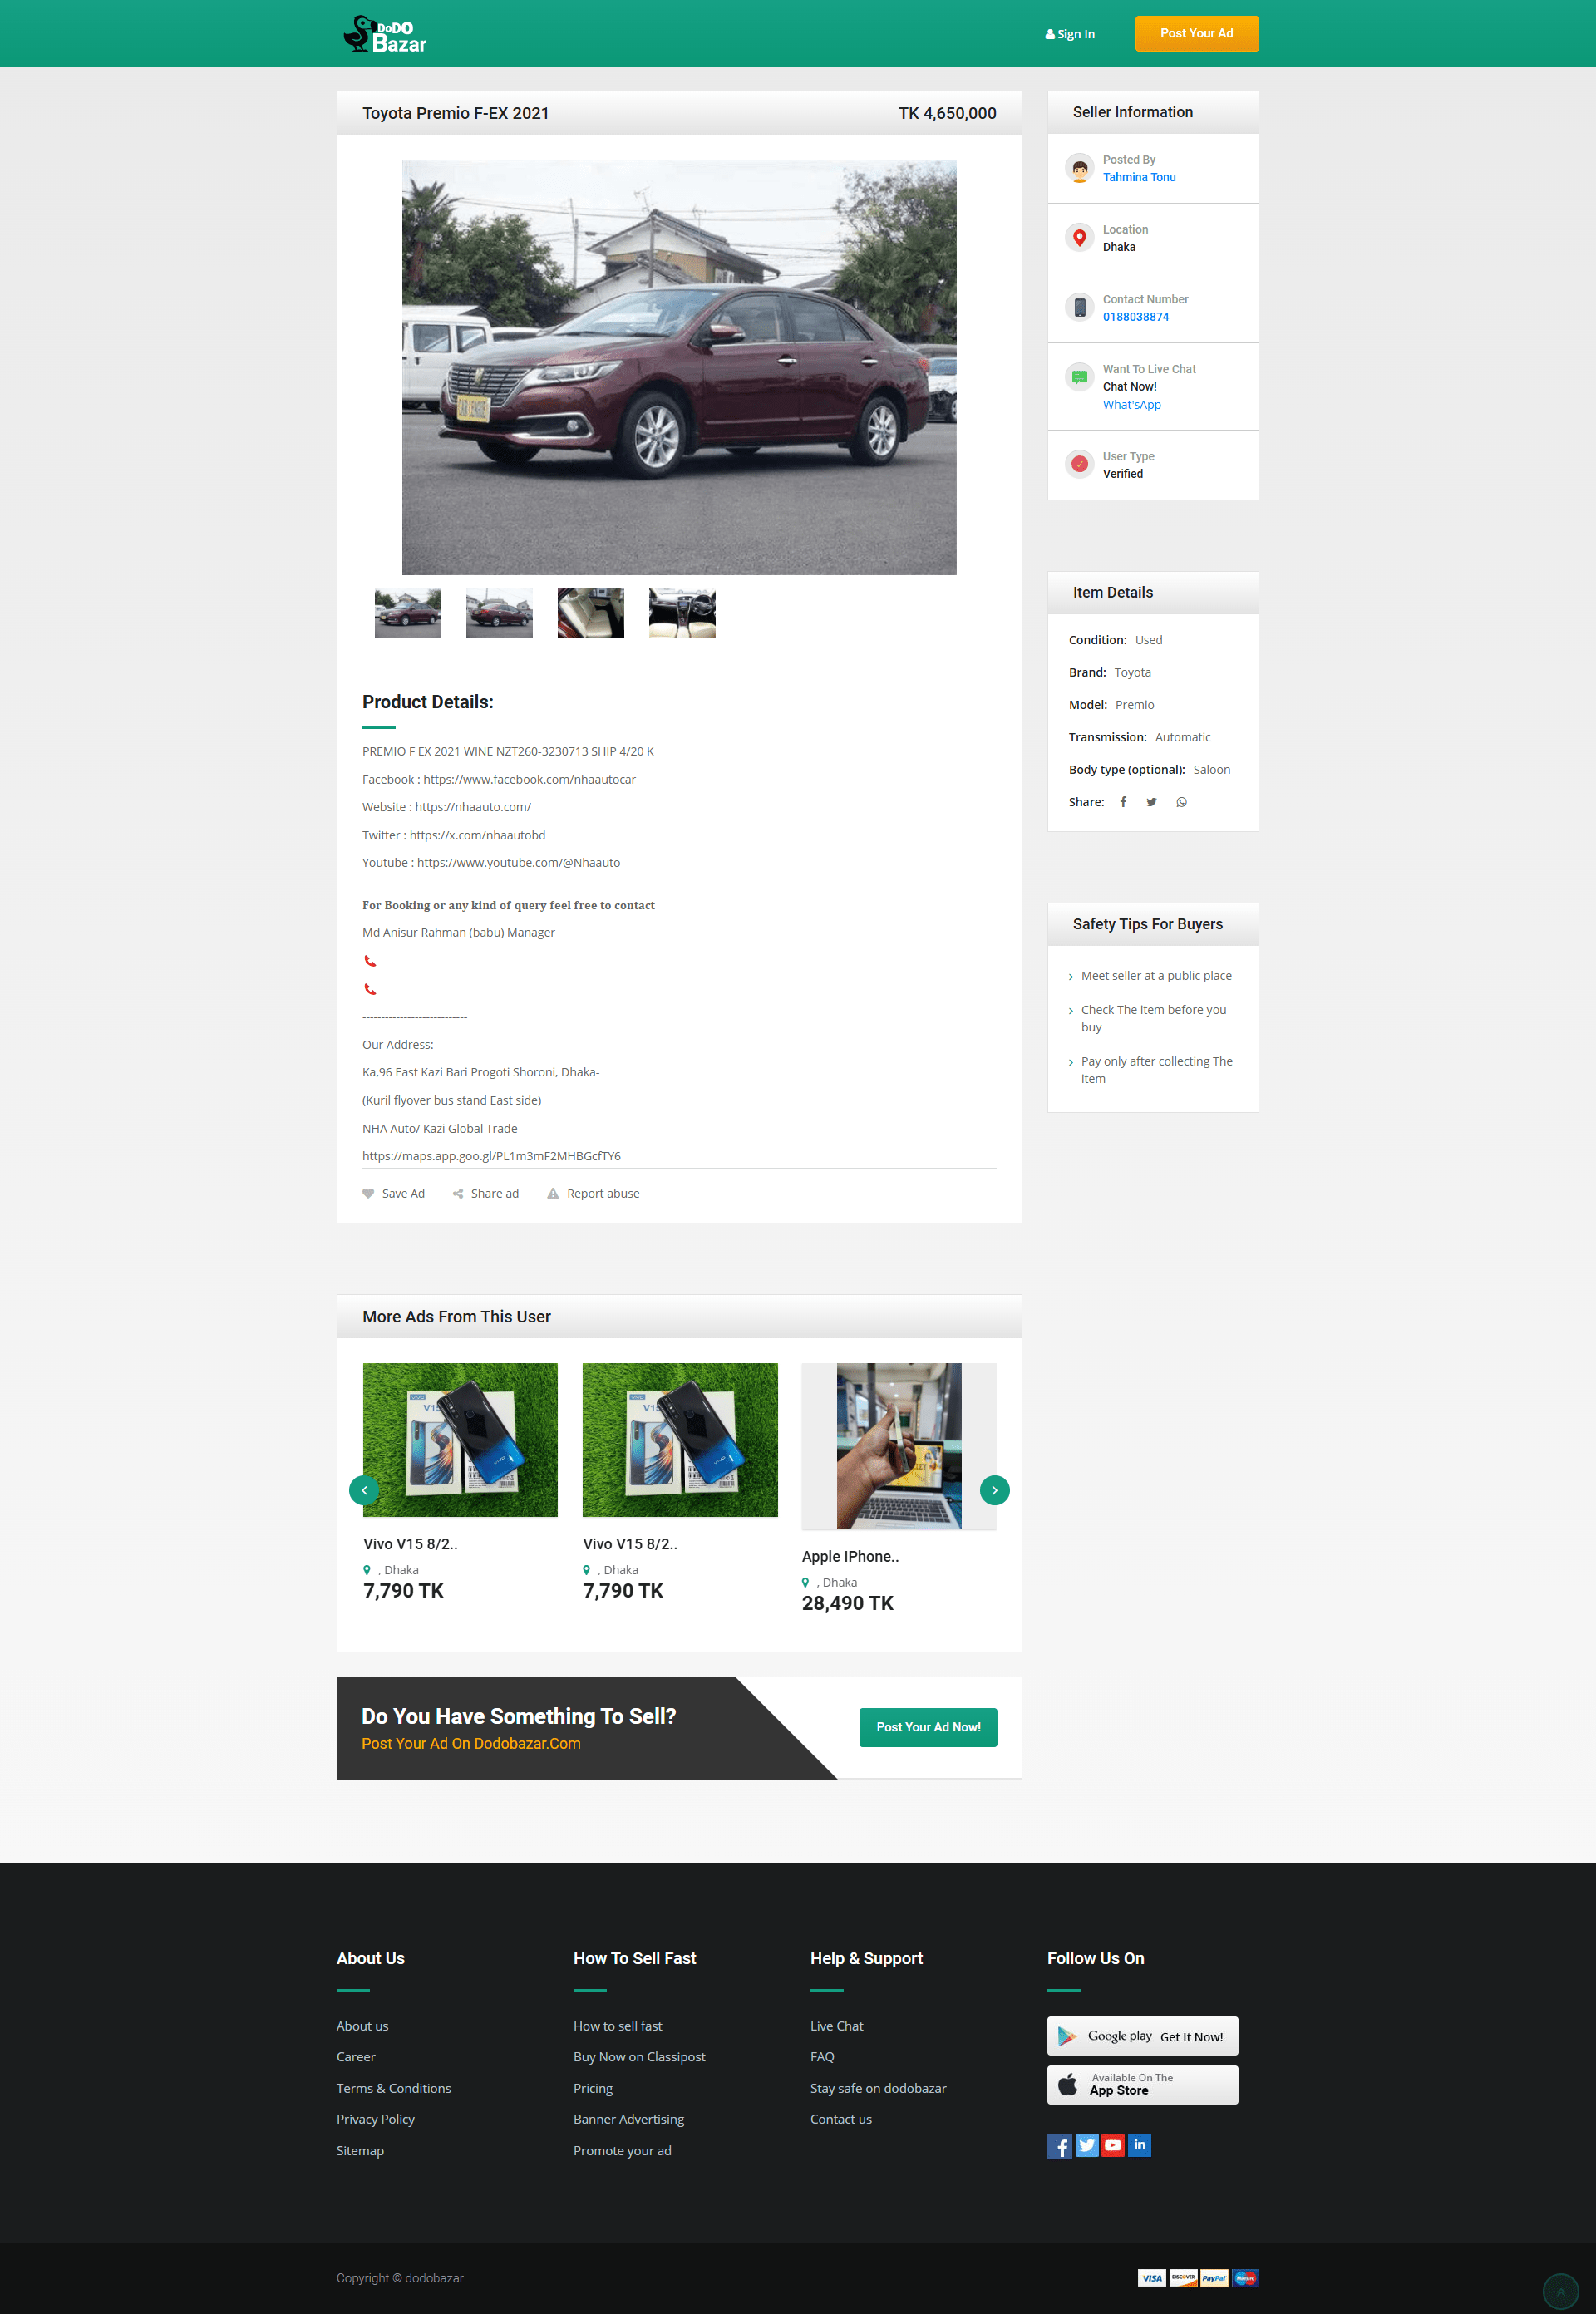 DoDO
Bazar
Sign In
Post Your Ad
Toyota Premio F-EX 2021
TK 4,650,000
Product Details:
PREMIO F EX 2021 WINE NZT260-3230713 SHIP 4/20 K
Facebook : https://www.facebook.com/nhaautocar
Website : https://nhaauto.com/
Twitter : https://x.com/nhaautobd
Youtube : https://www.youtube.com/@Nhaauto
For Booking or any kind of query feel free to contact
Md Anisur Rahman (babu) Manager
----------------------------
Our Address:-
Ka,96 East Kazi Bari Progoti Shoroni, Dhaka-
(Kuril flyover bus stand East side)
NHA Auto/ Kazi Global Trade
https://maps.app.goo.gl/PL1m3mF2MHBGcfTY6
Save Ad
Share ad
Report abuse
Seller Information
Posted By
Tahmina Tonu
Location
Dhaka
Contact Number
0188038874
Want To Live Chat
Chat Now!
What'sApp
User Type
Verified
Item Details
Condition: Used
Brand: Toyota
Model: Premio
Transmission: Automatic
Body type (optional): Saloon
Share:
Safety Tips For Buyers
Meet seller at a public place
Check The item before you
buy
Pay only after collecting The
item
More Ads From This User
Vivo V15 8/2..
, Dhaka
7,790 TK
Vivo V15 8/2..
, Dhaka
7,790 TK
Apple IPhone..
, Dhaka
28,490 TK
Do You Have Something To Sell?
Post Your Ad On Dodobazar.Com
Post Your Ad Now!
About Us
About us
Career
Terms & Conditions
Privacy Policy
Sitemap
How To Sell Fast
How to sell fast
Buy Now on Classipost
Pricing
Banner Advertising
Promote your ad
Help & Support
Live Chat
FAQ
Stay safe on dodobazar
Contact us
Follow Us On
Google play Get It Now!
Available On The
App Store
Copyright © dodobazar
VISA
DISCOVER
PayPal
Maestro